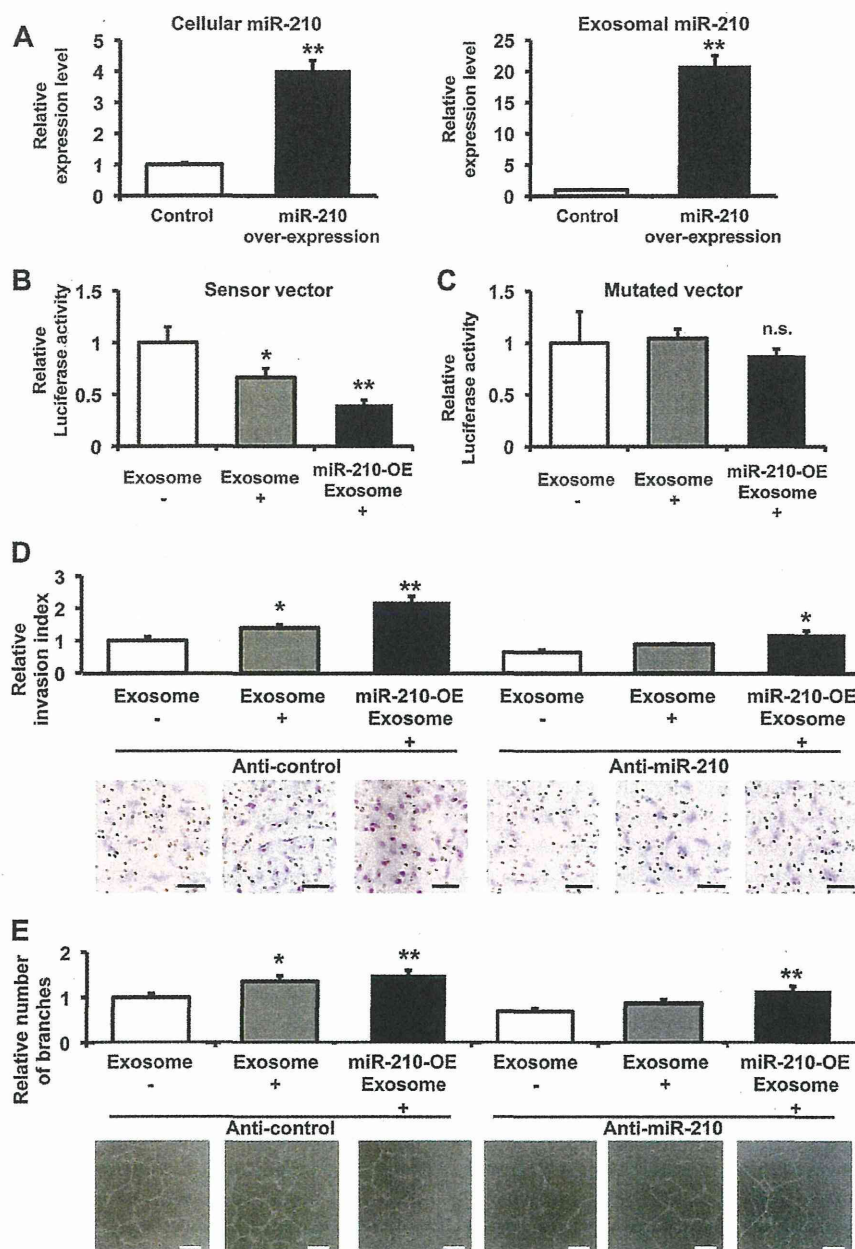 A
Cellular miR-210
Relative
expression level
5
4
3
2
1
0
**
Control
miR-210
over-expression
Exosomal miR-210
Relative
expression level
25
20
15
10
5
0
**
Control
miR-210
over-expression
B
Sensor vector
Relative
Luciferase activity
1.5
1
0.5
0
*
**
Exosome
-
Exosome
+
miR-210-OE
Exosome
+
C
Mutated vector
Relative
Luciferase activity
1.5
1
0.5
0
n.s.
Exosome
-
Exosome
+
miR-210-OE
Exosome
+
D
Relative
invasion index
3
2
1
0
*
**
*
Exosome
-
Exosome
+
miR-210-OE
Exosome
+
Exosome
-
Exosome
+
miR-210-OE
Exosome
+
Anti-control
Anti-miR-210
E
Relative number
of branches
2
1
0
*
**
**
Exosome
-
Exosome
+
miR-210-OE
Exosome
+
Exosome
-
Exosome
+
miR-210-OE
Exosome
+
Anti-control
Anti-miR-210